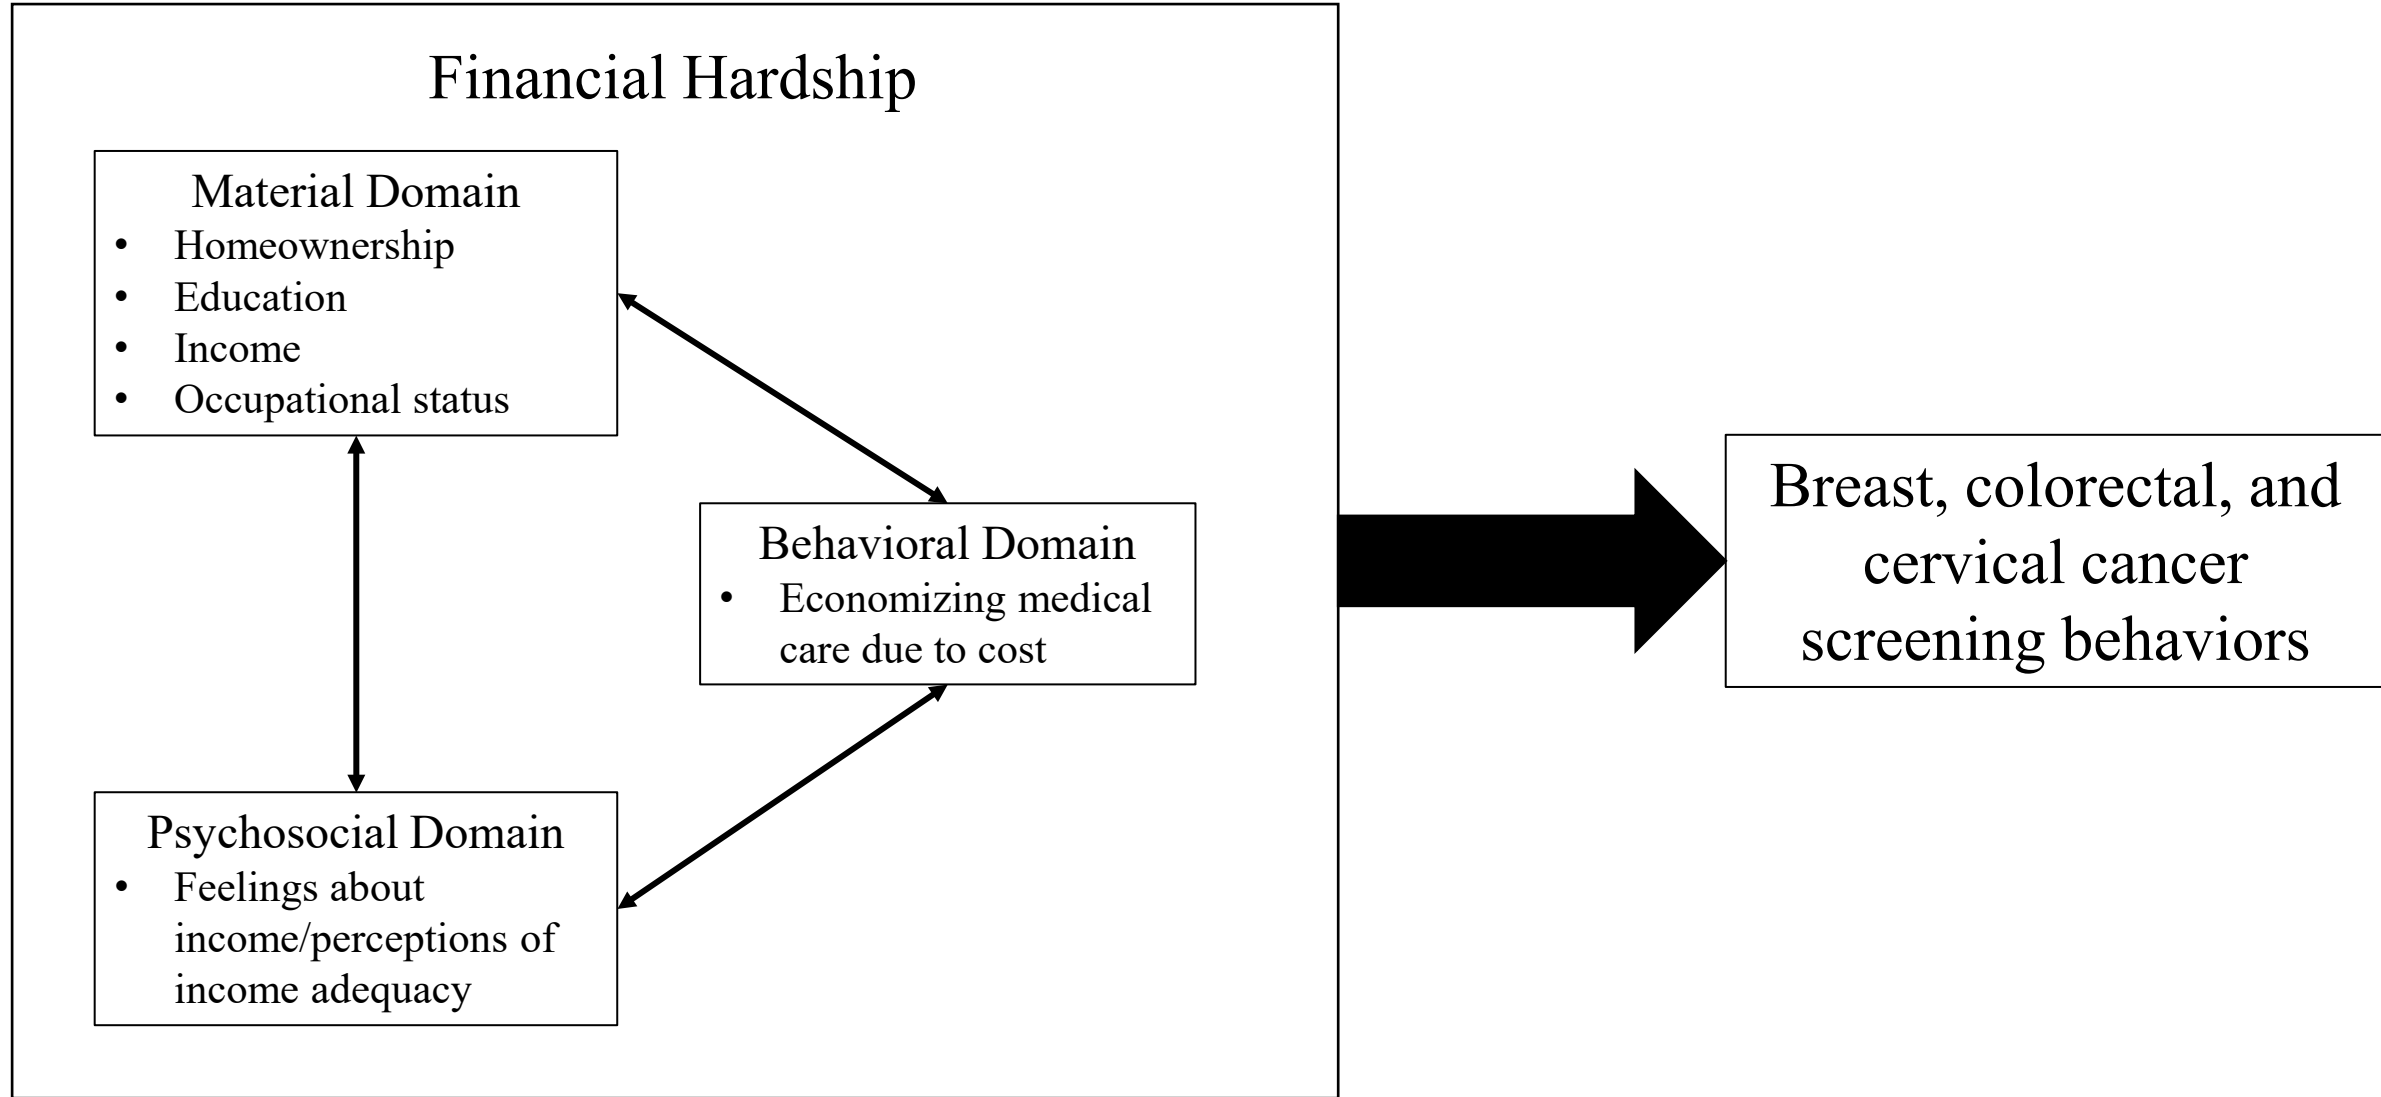 Financial Hardship
Material Domain
• Homeownership
• Education
• Income
• Occupational status
Behavioral Domain
• Economizing medical
care due to cost
Psychosocial Domain
• Feelings about
income/perceptions of
income adequacy
Breast, colorectal, and
cervical cancer
screening behaviors